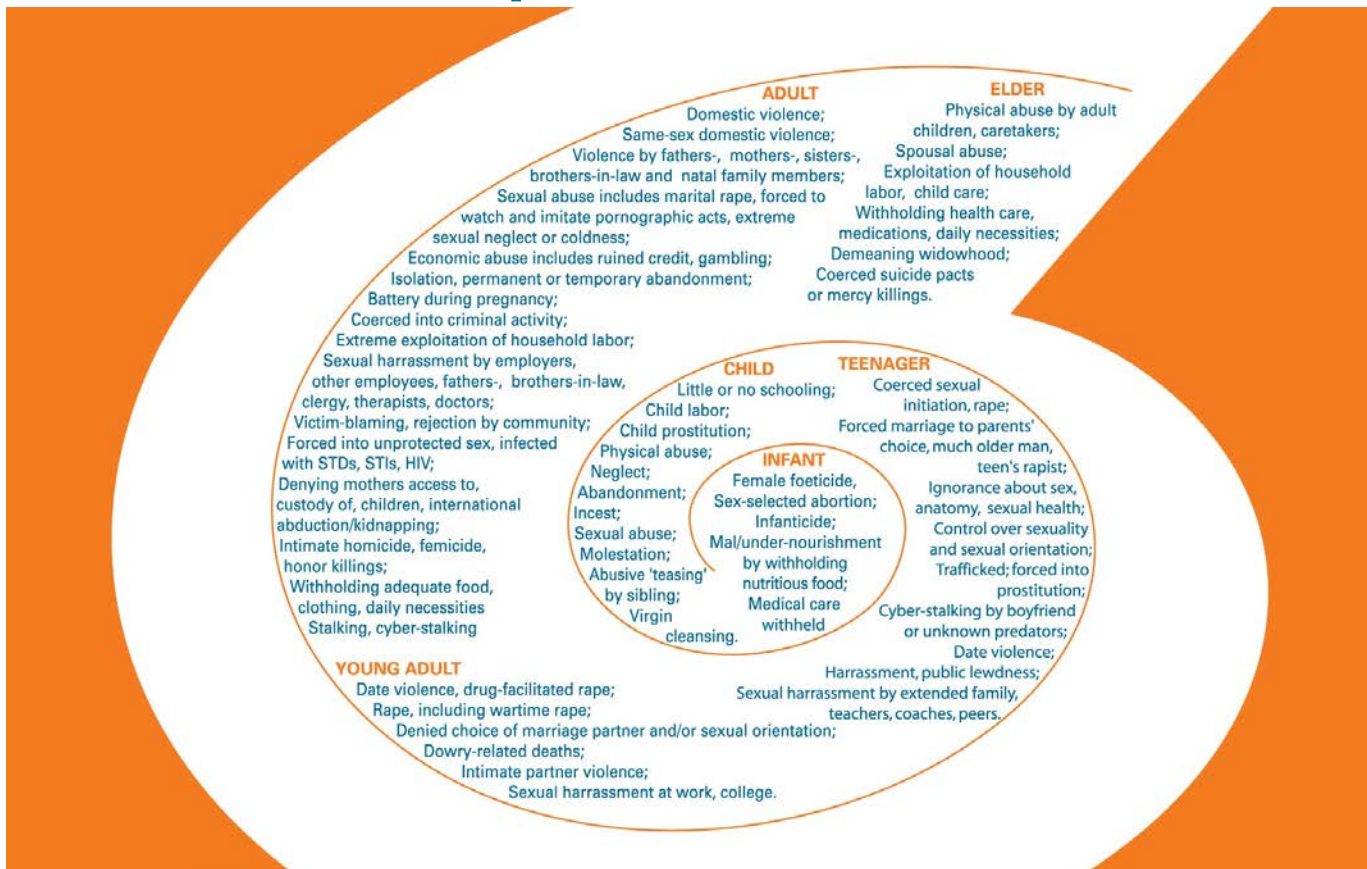 ADULT
Domestic violence;
Same-sex domestic violence;
Violence by fathers-, mothers-, sisters-,
brothers-in-law and natal family members;
Sexual abuse includes marital rape, forced to
watch and imitate pornographic acts, extreme
sexual neglect or coldness;
Economic abuse includes ruined credit, gambling;
Isolation, permanent or temporary abandonment;
Battery during pregnancy;
Coerced into criminal activity;
Extreme exploitation of household labor;
Sexual harrassment by employers,
other employees, fathers-, brothers-in-law,
clergy, therapists, doctors;
Victim-blaming, rejection by community;
Forced into unprotected sex, infected
with STDs, STIs, HIV;
Denying mothers access to,
custody of, children, international
abduction/kidnapping;
Intimate homicide, femicide,
honor killings;
Withholding adequate food,
clothing, daily necessities
Stalking, cyber-stalking
ELDER
Physical abuse by adult
children, caretakers;
Spousal abuse;
Exploitation of household
labor, child care;
Withholding health care,
medications, daily necessities;
Demeaning widowhood;
Coerced suicide pacts
or mercy killings.
CHILD
Little or no schooling;
Child labor;
Child prostitution;
Physical abuse;
Neglect;
Abandonment;
Incest;
Sexual abuse;
Molestation;
Abusive 'teasing'
by sibling;
Virgin
cleansing.
INFANT
Female foeticide,
Sex-selected abortion;
Infanticide;
Mal/under-nourishment
by withholding
nutritious food;
Medical care
withheld
TEENAGER
Coerced sexual
initiation, rape;
Forced marriage to parents'
choice, much older man,
teen's rapist;
Ignorance about sex,
anatomy, sexual health;
Control over sexuality
and sexual orientation;
Trafficked; forced into
prostitution;
Cyber-stalking by boyfriend
or unknown predators;
Date violence;
Harrassment, public lewdness;
Sexual harrassment by extended family,
teachers, coaches, peers.
YOUNG ADULT
Date violence, drug-facilitated rape;
Rape, including wartime rape;
Denied choice of marriage partner and/or sexual orientation;
Dowry-related deaths;
Intimate partner violence;
Sexual harrassment at work, college.